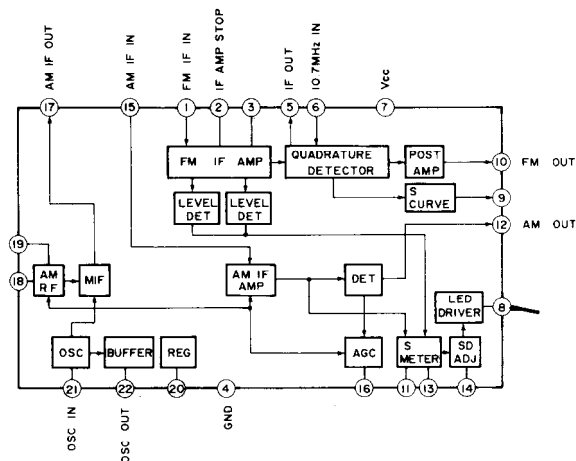 AM IF OUT
AM IF IN
FM IF IN
IF AMP STOP
IF OUT
10.7MHz IN
Vcc
17
15
1
2
3
5
6
7
FM IF AMP
QUADRATURE
DETECTOR
POST
AMP
10
FM OUT
LEVEL
DET
LEVEL
DET
S
CURVE
9
12
AM OUT
19
18
AM
RF
MIF
AM IF
AMP
DET
LED
DRIVER
8
OSC
BUFFER
REG
AGC
S
METER
SD
ADJ
21
22
20
4
16
11
13
14
OSC IN
OSC OUT
GND